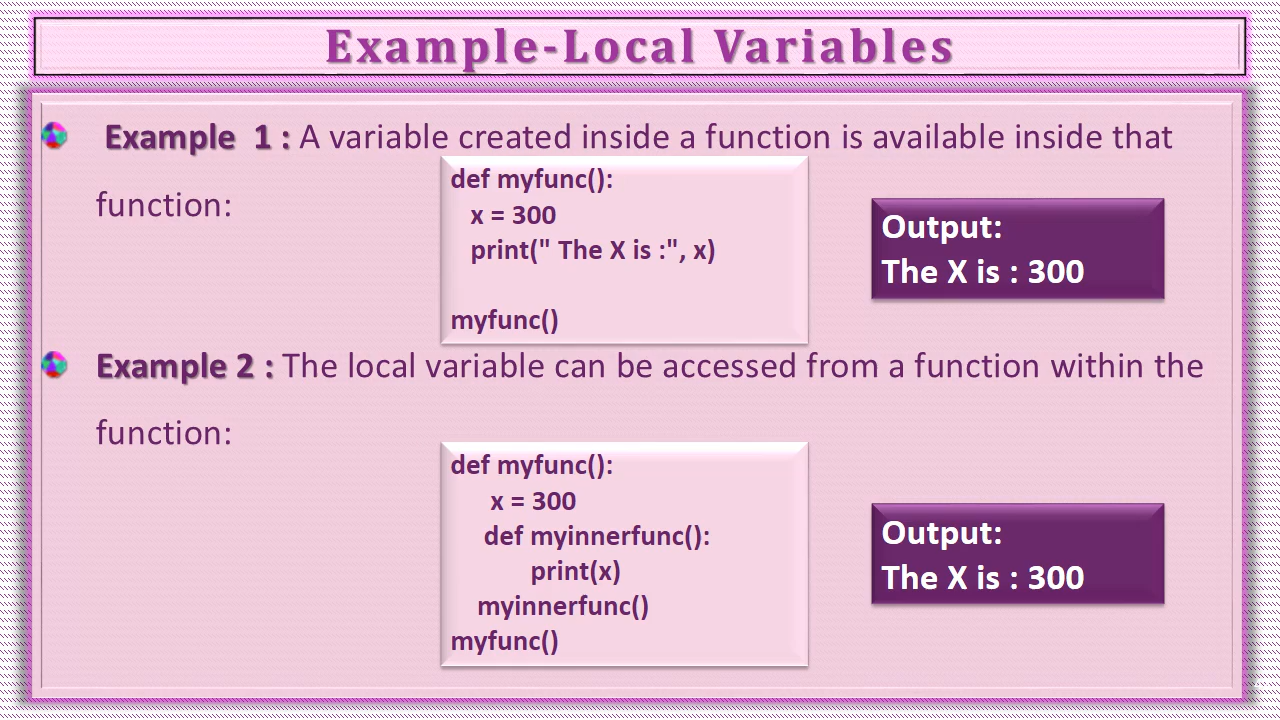 Example-Local Variables
Example 1 : A variable created inside a function is available inside that
function:
def myfunc():
x = 300
print(" The X is :", x)
myfunc()
Output:
The X is : 300
Example 2 : The local variable can be accessed from a function within the
function:
def myfunc():
x = 300
def myinnerfunc():
print(x)
myinnerfunc()
myfunc()
Output:
The X is : 300